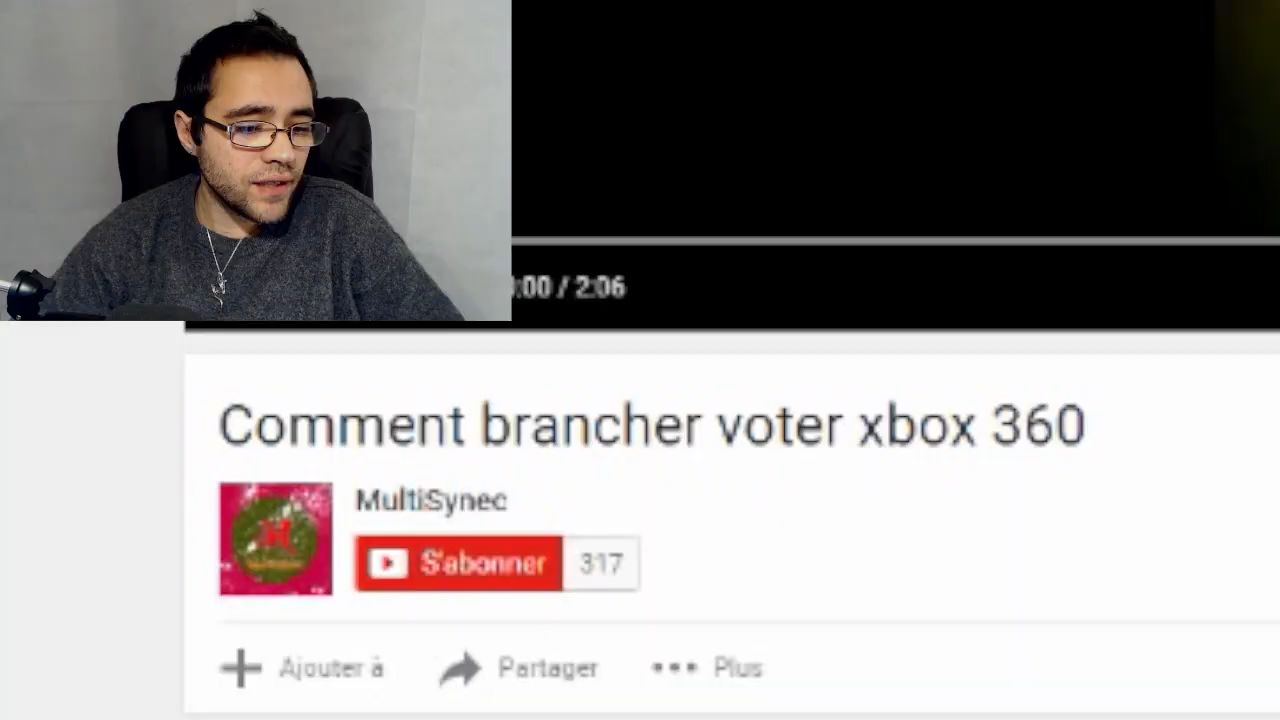 :00 / 2:06
Comment brancher voter xbox 360
MultiSynec
S'abonner 317
Ajouter à Partager Plus